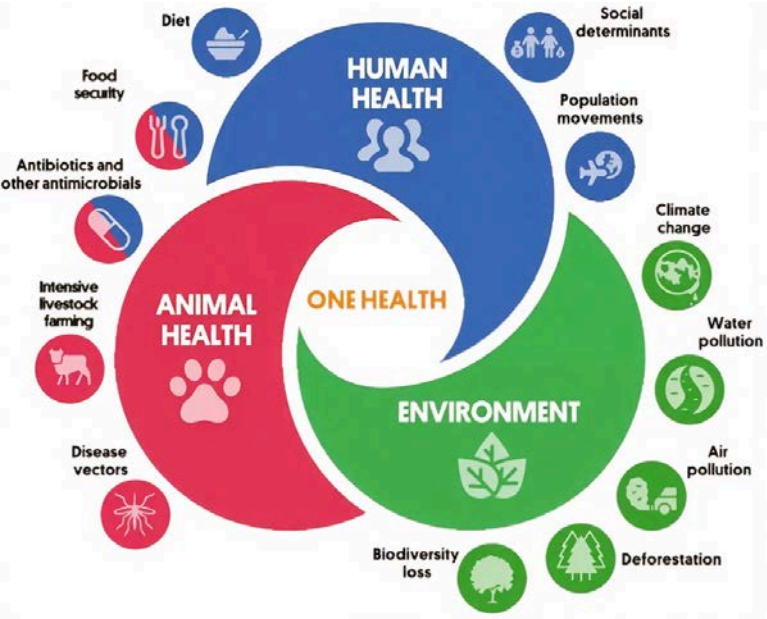 Diet
Social
determinants
HUMAN
HEALTH
Food
security
Population
movements
Antibiotics and
other antimicrobials
Climate
change
Intensive
livestock
farming
ANIMAL
HEALTH
ONE HEALTH
Water
pollution
ENVIRONMENT
Disease
vectors
Air
pollution
Biodiversity
loss
Deforestation